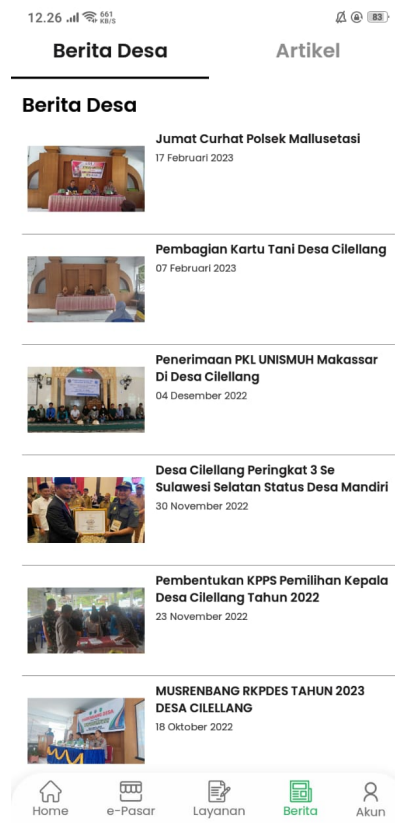 12.26
661
KB/S
83
Berita Desa
Artikel
Berita Desa
Jumat Curhat Polsek Mallusetasi
17 Februari 2023
Pembagian Kartu Tani Desa Cilellang
07 Februari 2023
Penerimaan PKL UNISMUH Makassar
Di Desa Cilellang
04 Desember 2022
Desa Cilellang Peringkat 3 Se
Sulawesi Selatan Status Desa Mandiri
30 November 2022
Pembentukan KPPS Pemilihan Kepala
Desa Cilellang Tahun 2022
23 November 2022
MUSRENBANG RKPDES TAHUN 2023
DESA CILELLANG
18 Oktober 2022
Home
e-Pasar
Layanan
Berita
Akun